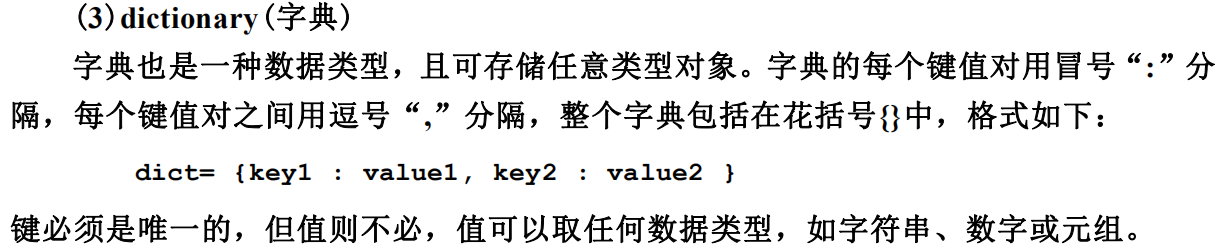 (3)dictionary(字典)
字典也是一种数据类型，且可存储任意类型对象。字典的每个键值对用冒号“:”分
隔，每个键值对之间用逗号“,”分隔，整个字典包括在花括号{}中，格式如下：
dict= {key1 : value1, key2 : value2 }
键必须是唯一的，但值则不必，值可以取任何数据类型，如字符串、数字或元组。